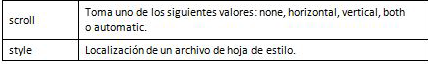 scroll
Toma uno de los siguientes valores: none, horizontal, vertical, both
o automatic.
style
Localización de un archivo de hoja de estilo.